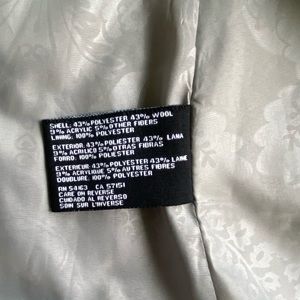 SHELL: 43% POLYESTER 43% WOOL
9% ACRYLIC 5% OTHER FIBERS
LINING: 100% POLYESTER
EXTERIOR: 43% POLIESTER 43% LANA
9% ACRILICO 5% OTRAS FIBRAS
FORRO: 100% POLIESTER
EXTERIEUR: 43% POLYESTER 43% LAINE
9% ACRYLIQUE 5% AUTRES FIBRES
DOUBLURE: 100% POLYESTER
RN 54163 CA 57151
CARE ON REVERSE
CUIDADO AL REVERSO
SOIN SUR L'INVERSE